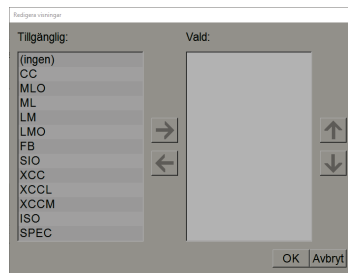 Redigera visningar
Tillgänglig:
Vald:
(ingen)
CC
MLO
ML
LM
LMO
FB
SIO
XCC
XCCL
XCCM
ISO
SPEC
OK
Avbryt